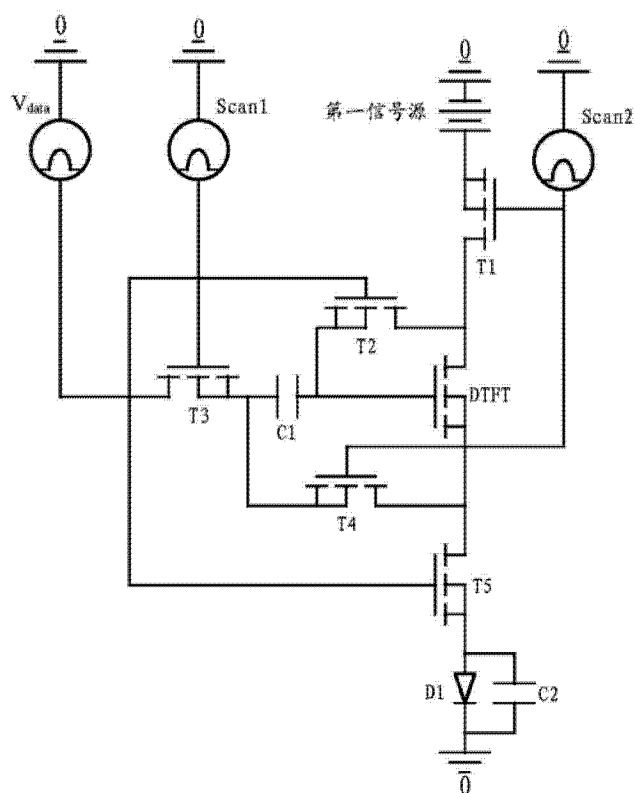 0 0 0 0
Vdata Scan1 第一信号源 Scan2
T1
T2
T3 C1 DTFT
T4
T5
D1 C2
0